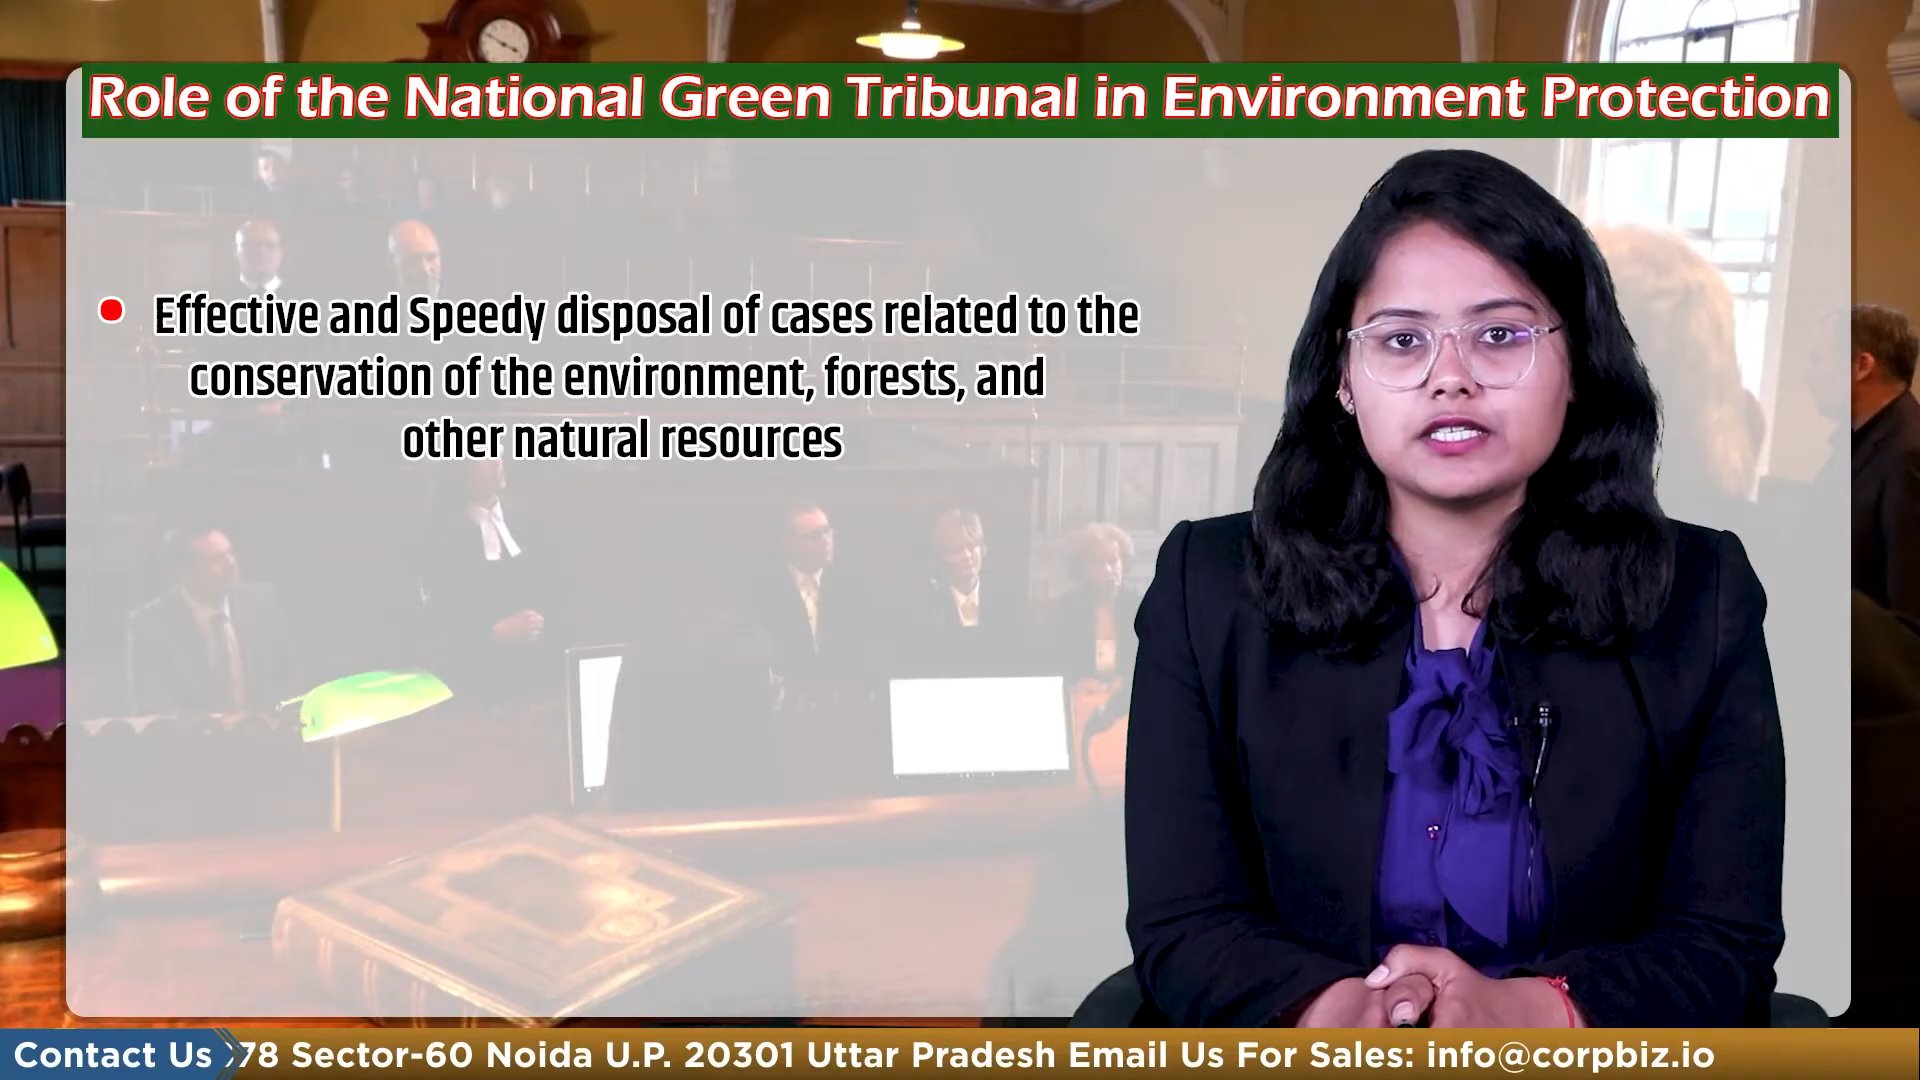 Role of the National Green Tribunal in Environment Protection
• Effective and Speedy disposal of cases related to the
conservation of the environment, forests, and
other natural resources
Contact Us 78 Sector-60 Noida U.P. 20301 Uttar Pradesh Email Us For Sales: info@corpbiz.io